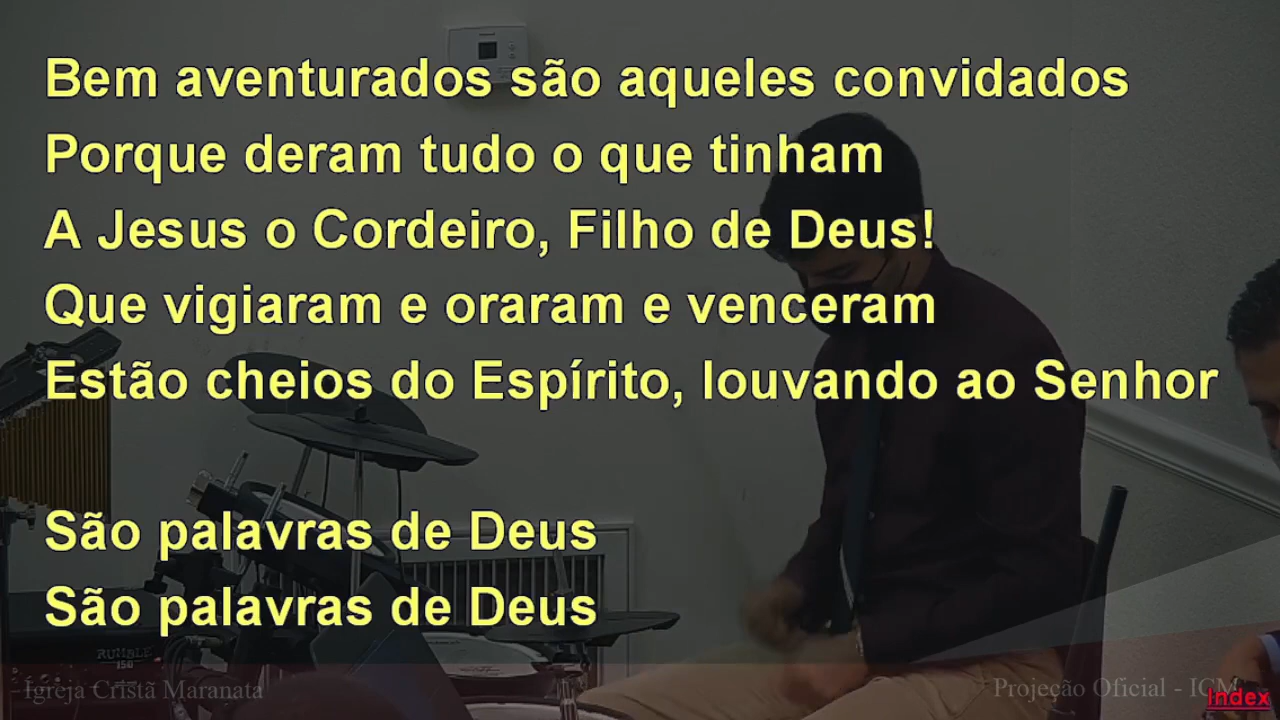 Bem aventurados são aqueles convidados
Porque deram tudo o que tinham
A Jesus o Cordeiro, Filho de Deus!
Que vigiaram e oraram e venceram
Estão cheios do Espírito, louvando ao Senhor
São palavras de Deus
São palavras de Deus
RUMBLE
150
Igreja Cristã Maranata
Projeção Oficial - ICM
Index